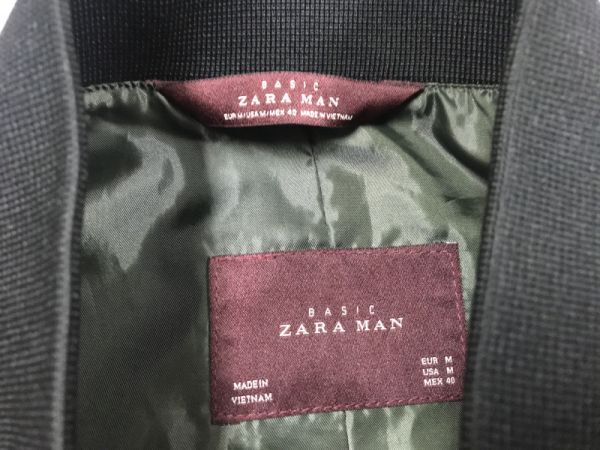 BASIC
ZARA MAN
EUR M/USA M/MEX 40 MADE IN VIETNAM
BASIC
ZARA MAN
MADE IN
VIETNAM
EUR M
USA M
MEX 40